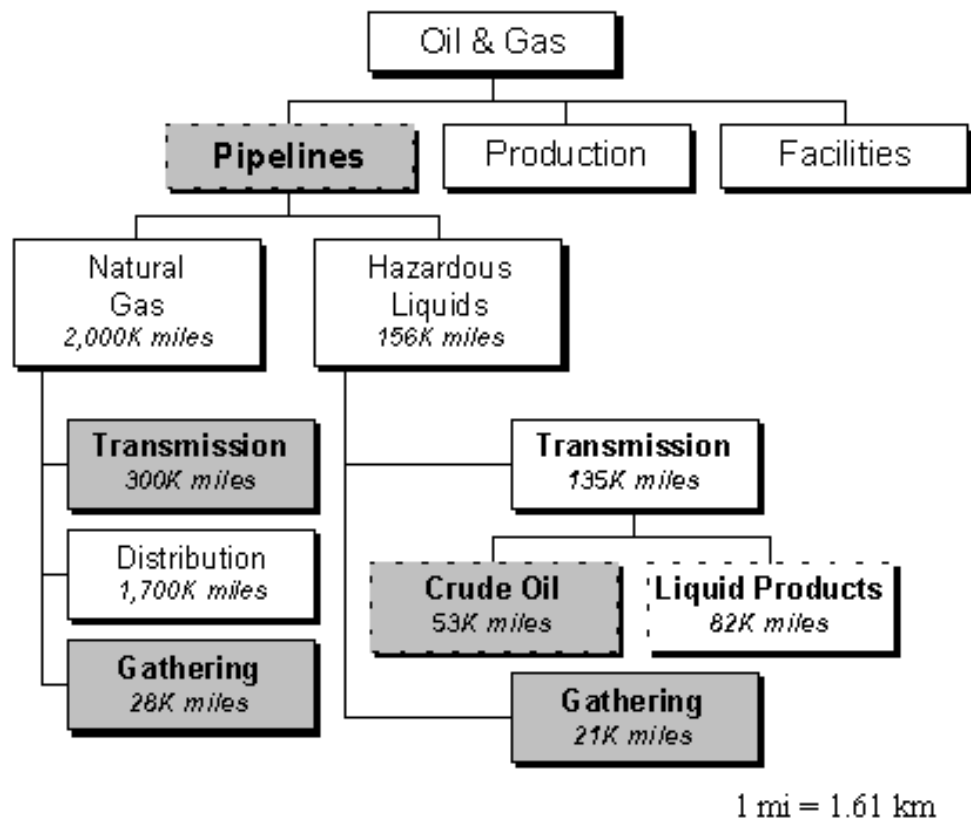 Oil & Gas
Pipelines
Production
Facilities
Natural
Gas
2,000K miles
Hazardous
Liquids
156K miles
Transmission
300K miles
Distribution
1,700K miles
Gathering
28K miles
Transmission
135K miles
Crude Oil
53K miles
Liquid Products
82K miles
Gathering
21K miles
1 mi = 1.61 km